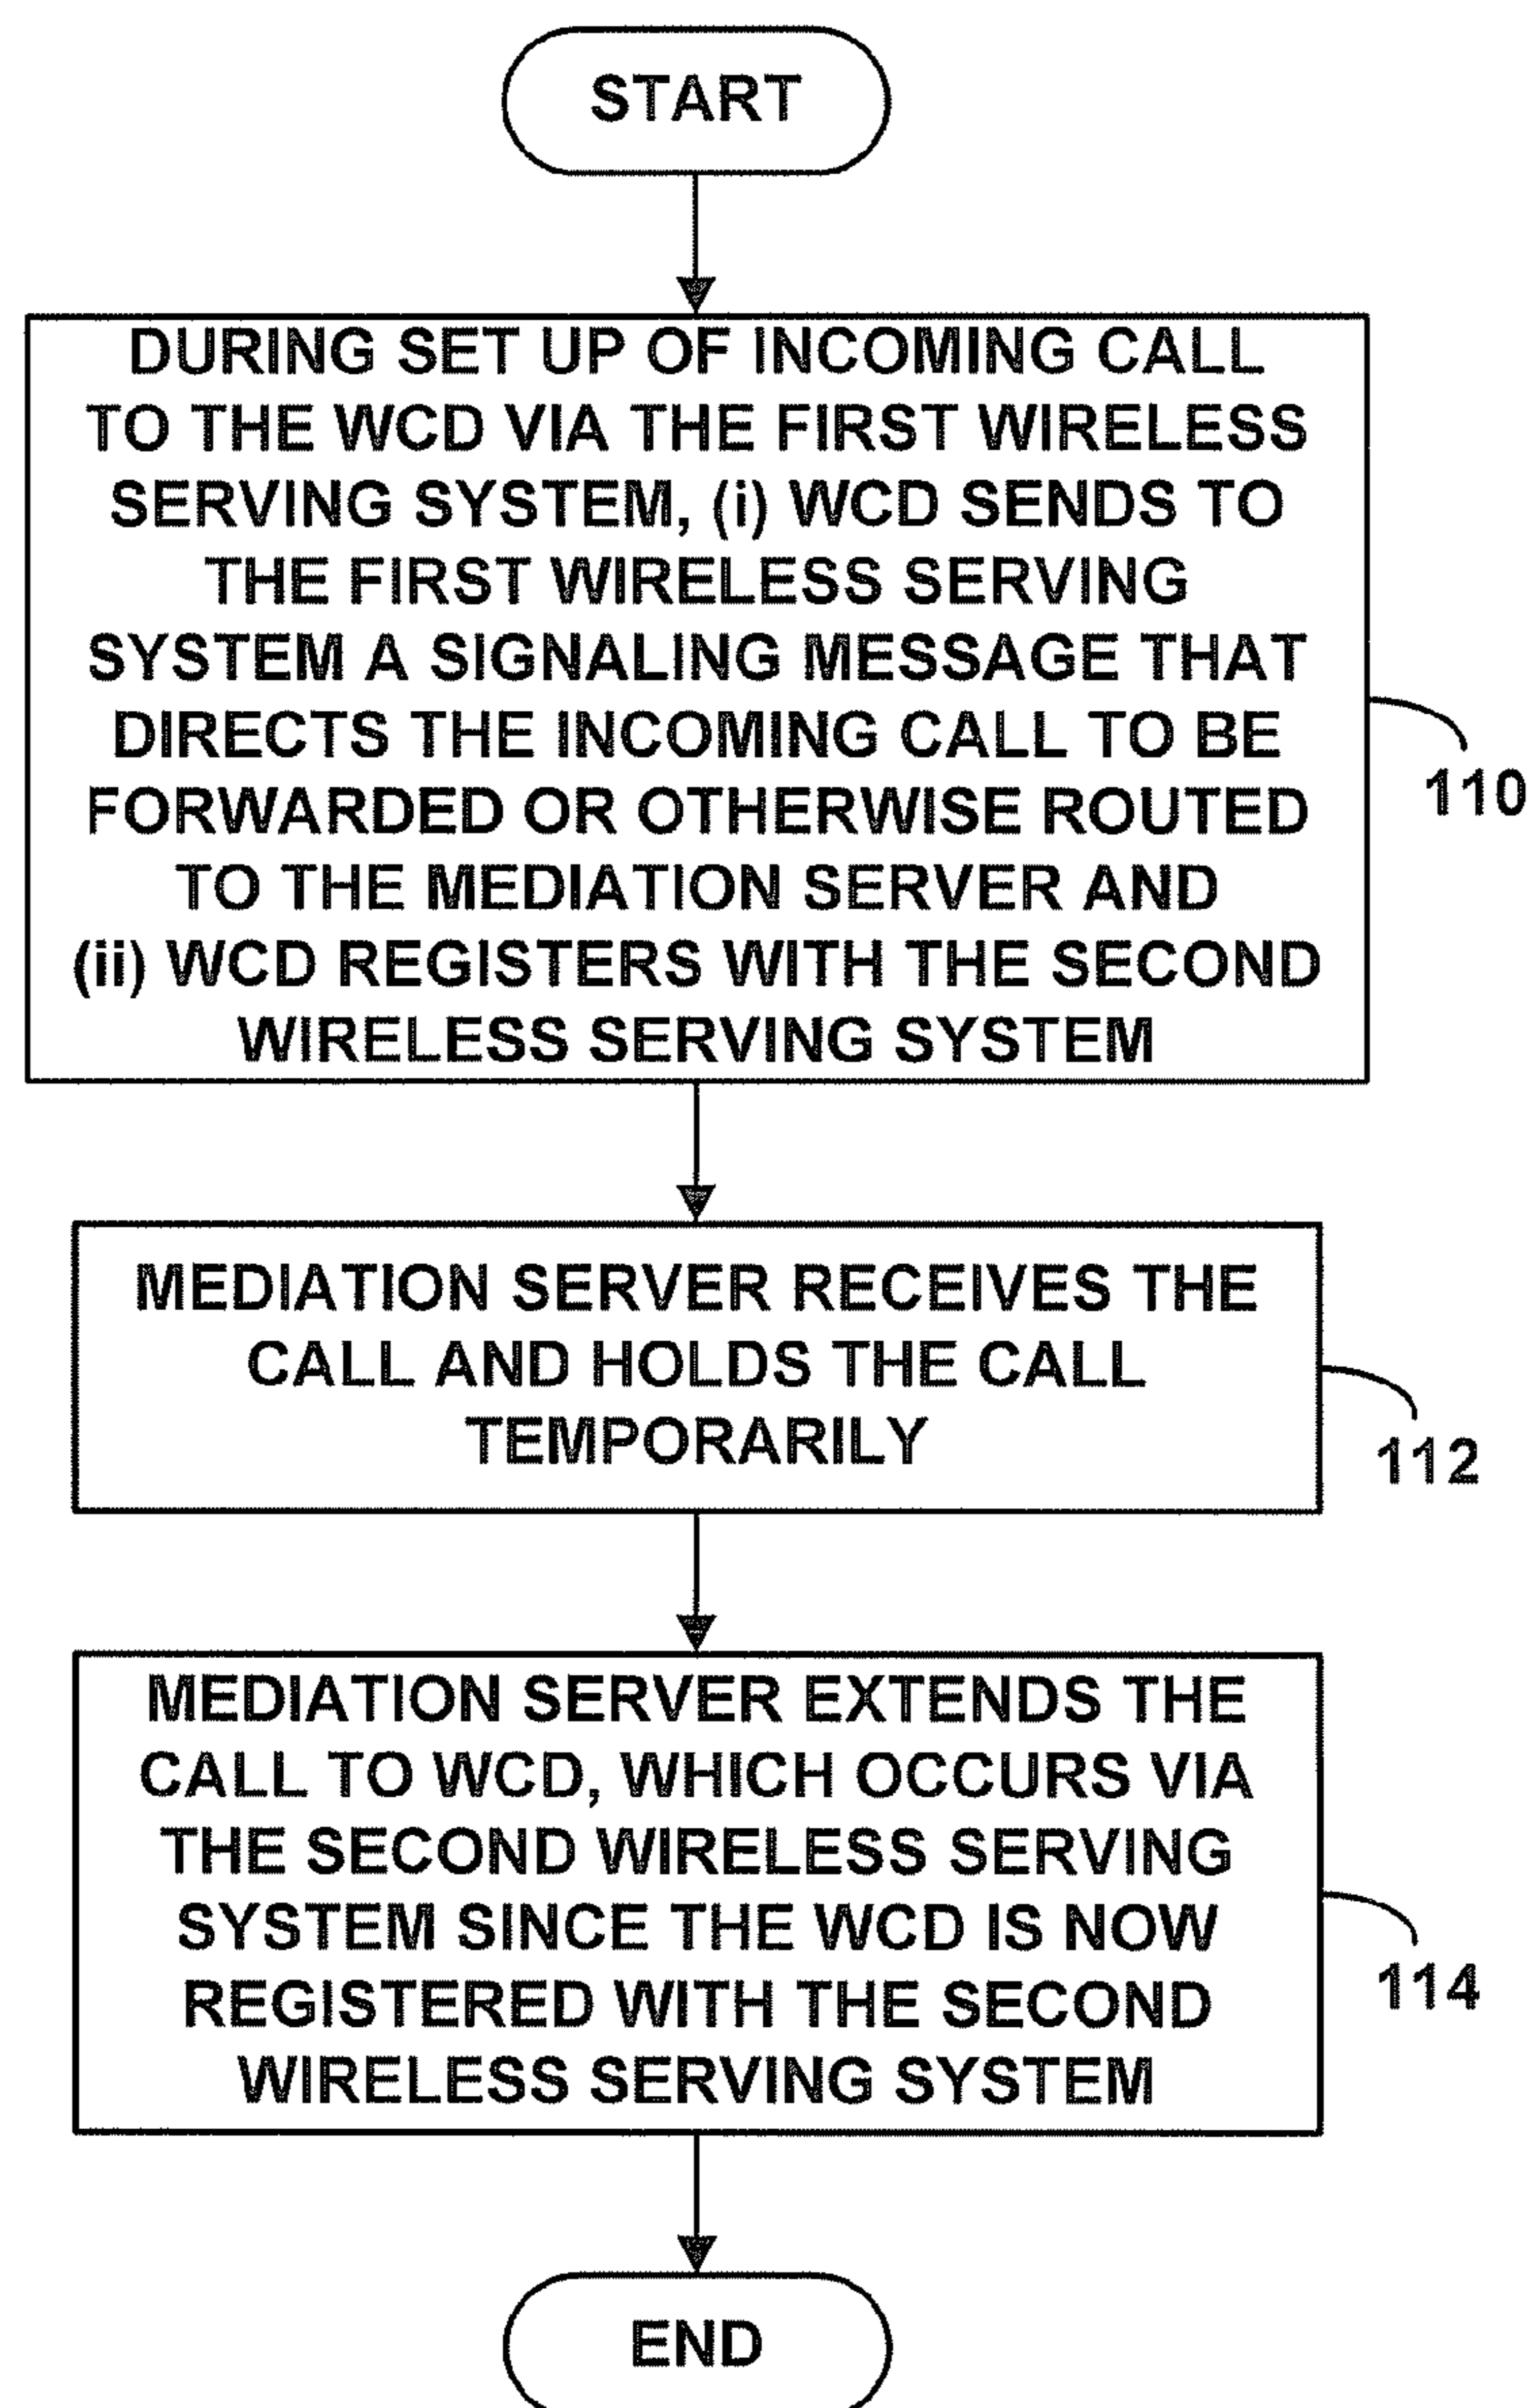 START
DURING SET UP OF INCOMING CALL
TO THE WCD VIA THE FIRST WIRELESS
SERVING SYSTEM, (i) WCD SENDS TO
THE FIRST WIRELESS SERVING
SYSTEM A SIGNALING MESSAGE THAT
DIRECTS THE INCOMING CALL TO BE
FORWARDED OR OTHERWISE ROUTED
TO THE MEDIATION SERVER AND
(ii) WCD REGISTERS WITH THE SECOND
WIRELESS SERVING SYSTEM
110
MEDIATION SERVER RECEIVES THE
CALL AND HOLDS THE CALL
TEMPORARILY
112
MEDIATION SERVER EXTENDS THE
CALL TO WCD, WHICH OCCURS VIA
THE SECOND WIRELESS SERVING
SYSTEM SINCE THE WCD IS NOW
REGISTERED WITH THE SECOND
WIRELESS SERVING SYSTEM
114
END